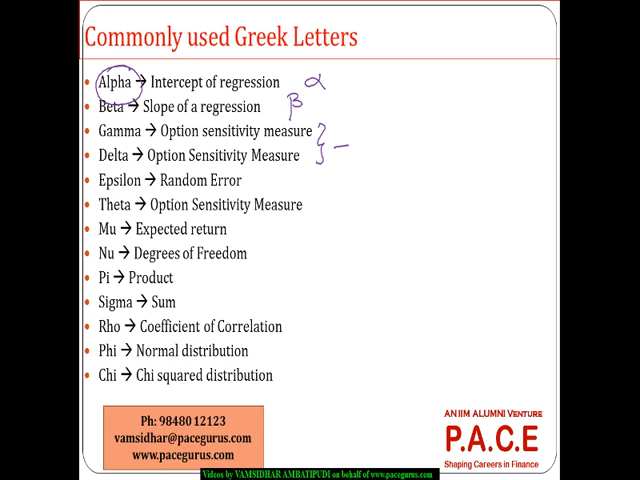 Commonly used Greek Letters
• Alpha → Intercept of regression α
• Beta → Slope of a regression β
• Gamma → Option sensitivity measure
• Delta → Option Sensitivity Measure
• Epsilon → Random Error
• Theta → Option Sensitivity Measure
• Mu → Expected return
• Nu → Degrees of Freedom
• Pi → Product
• Sigma → Sum
• Rho → Coefficient of Correlation
• Phi → Normal distribution
• Chi → Chi squared distribution
Ph: 98480 12123
vamsidhar@pacegurus.com
www.pacegurus.com
AN IIM ALUMNI VENTURE
P.A.C.E
Shaping Careers in Finance
Videos by VAMSIDHAR AMBATIPUDI on behalf of www.pacegurus.com